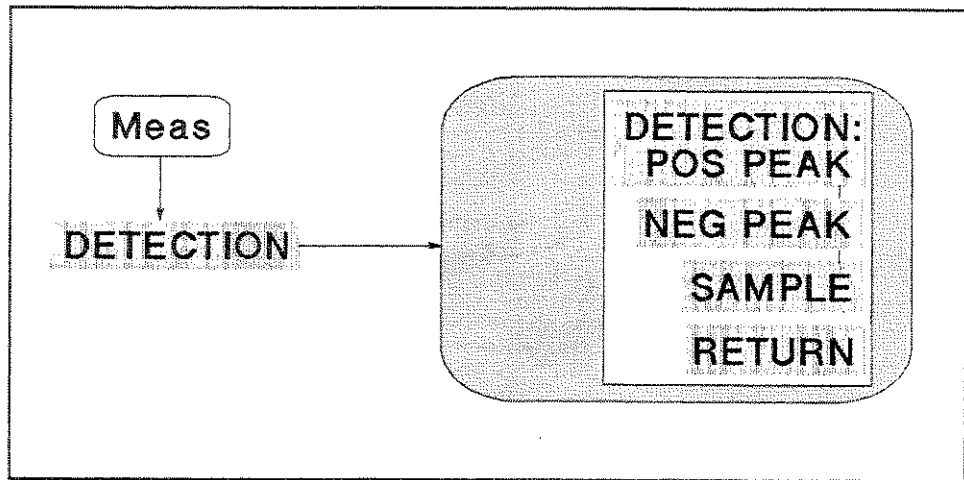 Meas
DETECTION
DETECTION:
POS PEAK
NEG PEAK
SAMPLE
RETURN